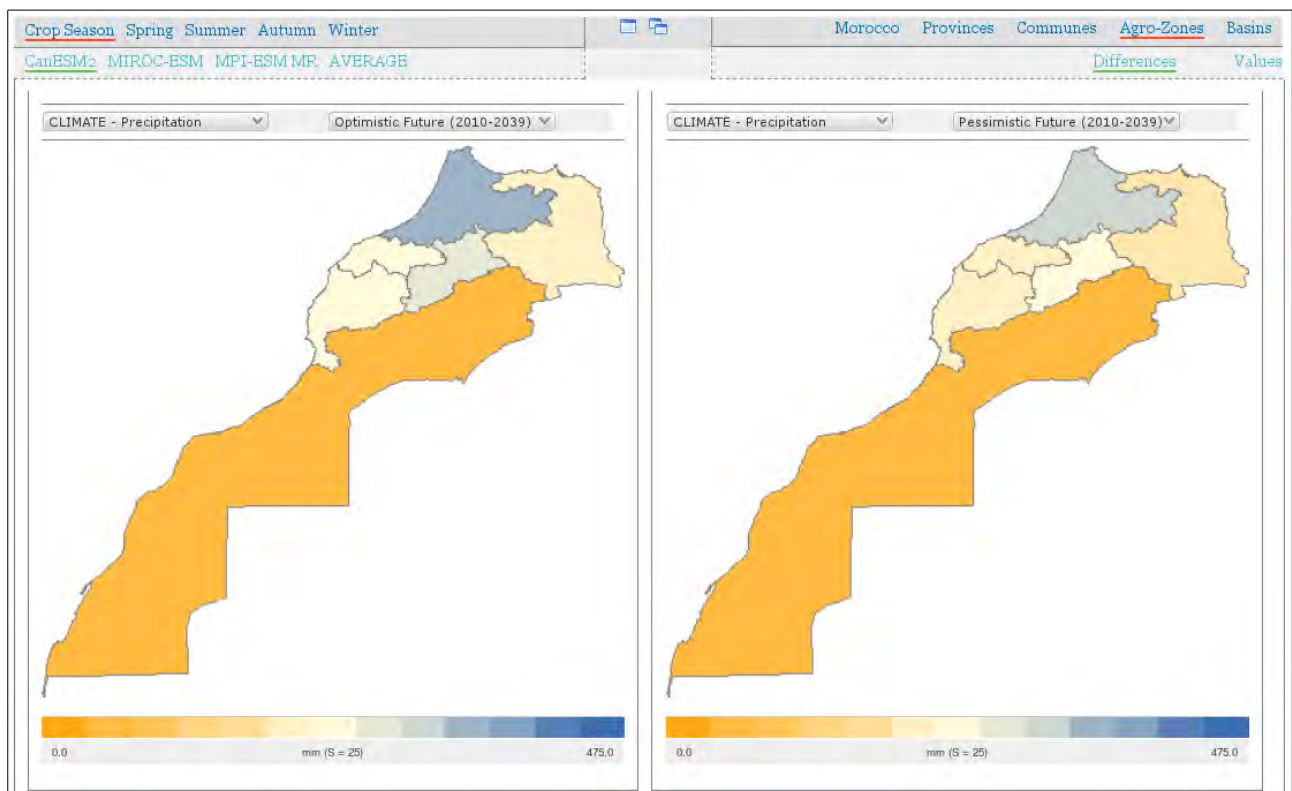 Crop Season Spring Summer Autumn Winter Morocco Provinces Communes Agro-Zones Basins
CanESM2 MIROC-ESM MPI-ESM MR AVERAGE Differences Values
CLIMATE - Precipitation Optimistic Future (2010-2039) CLIMATE - Precipitation Pessimistic Future (2010-2039)
0.0 mm (S = 25) 475.0 0.0 mm (S = 25) 475.0